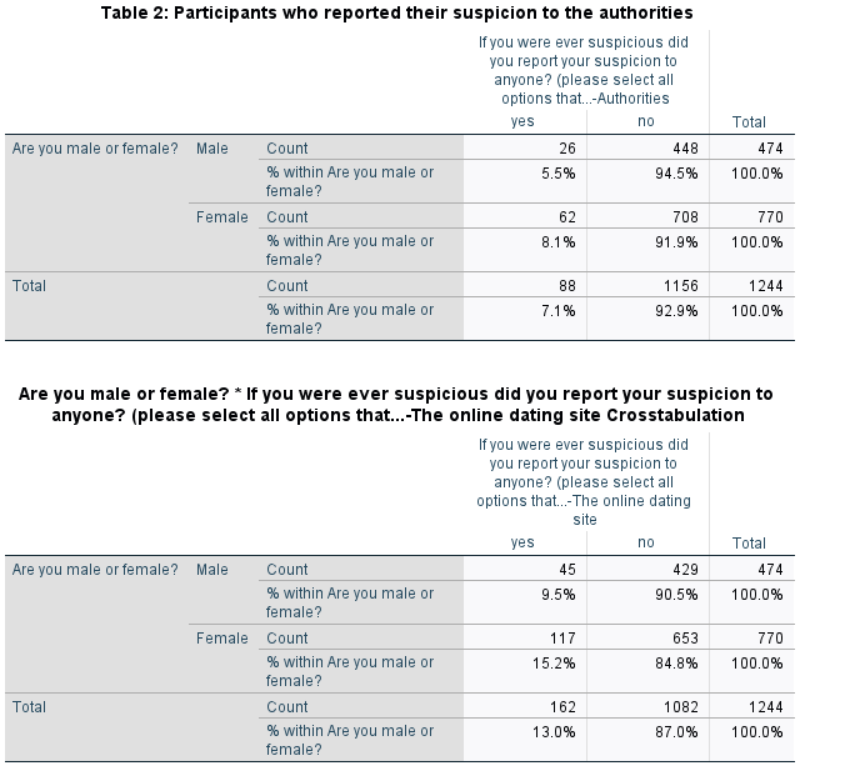 Table 2: Participants who reported their suspicion to the authorities
If you were ever suspicious did
you report your suspicion to
anyone? (please select all
options that...-Authorities
yes no Total
Are you male or female? Male Count 26 448 474
% within Are you male or
female? 5.5% 94.5% 100.0%
Female Count 62 708 770
% within Are you male or
female? 8.1% 91.9% 100.0%
Total Count 88 1156 1244
% within Are you male or
female? 7.1% 92.9% 100.0%
Are you male or female? * If you were ever suspicious did you report your suspicion to
anyone? (please select all options that...-The online dating site Crosstabulation
If you were ever suspicious did
you report your suspicion to
anyone? (please select all
options that...-The online dating
site
yes no Total
Are you male or female? Male Count 45 429 474
% within Are you male or
female? 9.5% 90.5% 100.0%
Female Count 117 653 770
% within Are you male or
female? 15.2% 84.8% 100.0%
Total Count 162 1082 1244
% within Are you male or
female? 13.0% 87.0% 100.0%